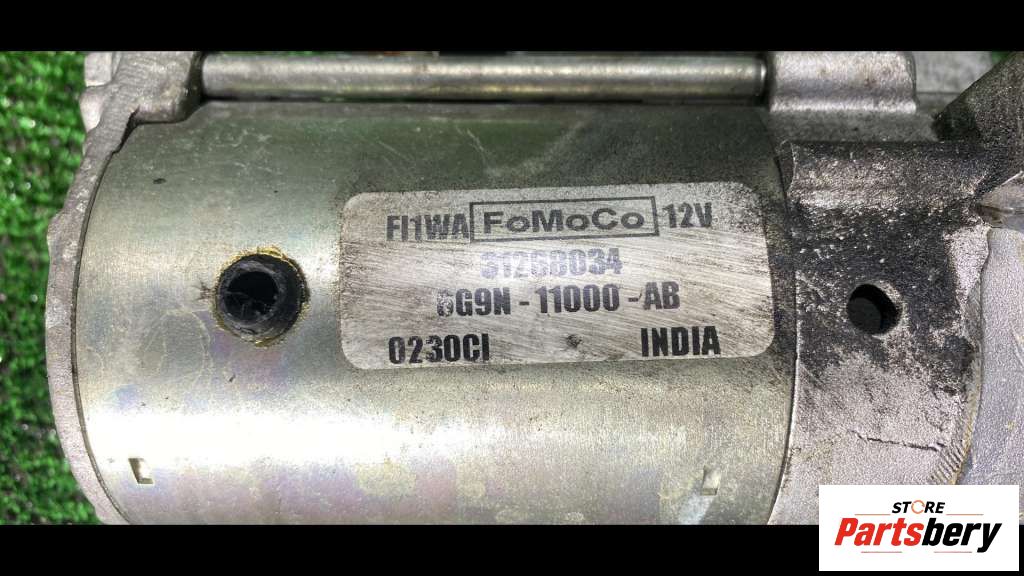 FI1WA FoMoCo 12V
31268034
6G9N - 11000 - AB
0230CI INDIA
STORE
Partsbery